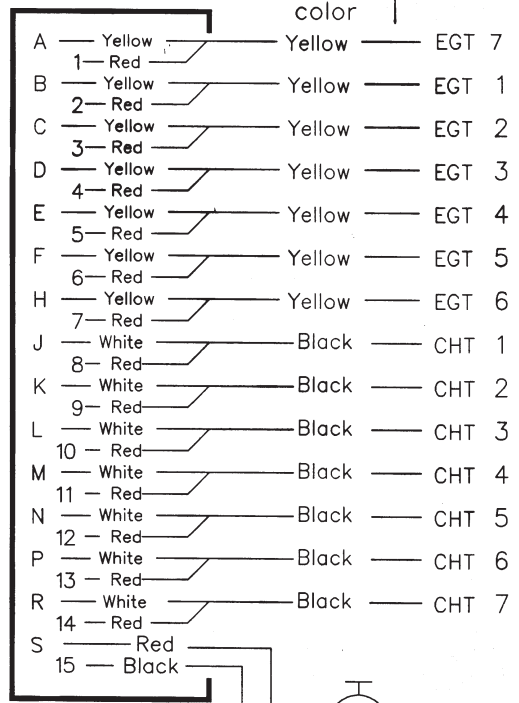 color
A Yellow Yellow EGT 7
1 Red
B Yellow Yellow EGT 1
2 Red
C Yellow Yellow EGT 2
3 Red
D Yellow Yellow EGT 3
4 Red
E Yellow Yellow EGT 4
5 Red
F Yellow Yellow EGT 5
6 Red
H Yellow Yellow EGT 6
7 Red
J White Black CHT 1
8 Red
K White Black CHT 2
9 Red
L White Black CHT 3
10 Red
M White Black CHT 4
11 Red
N White Black CHT 5
12 Red
P White Black CHT 6
13 Red
R White Black CHT 7
14 Red
S Red
15 Black